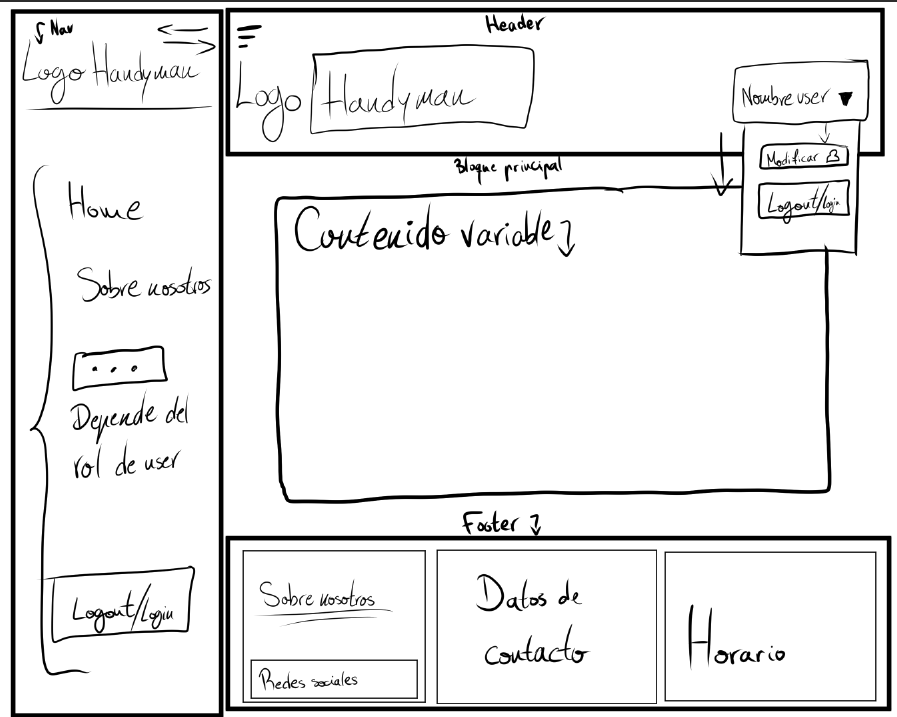 Nav
Logo Handyman
Home
Sobre nosotros
...
Depende del
rol de user
Logout/Login
Header
Logo Handyman
Nombre user
Modificar
Logout/Login
Bloque principal
Contenido variable
Footer
Sobre nosotros
Redes sociales
Datos de
contacto
Horario